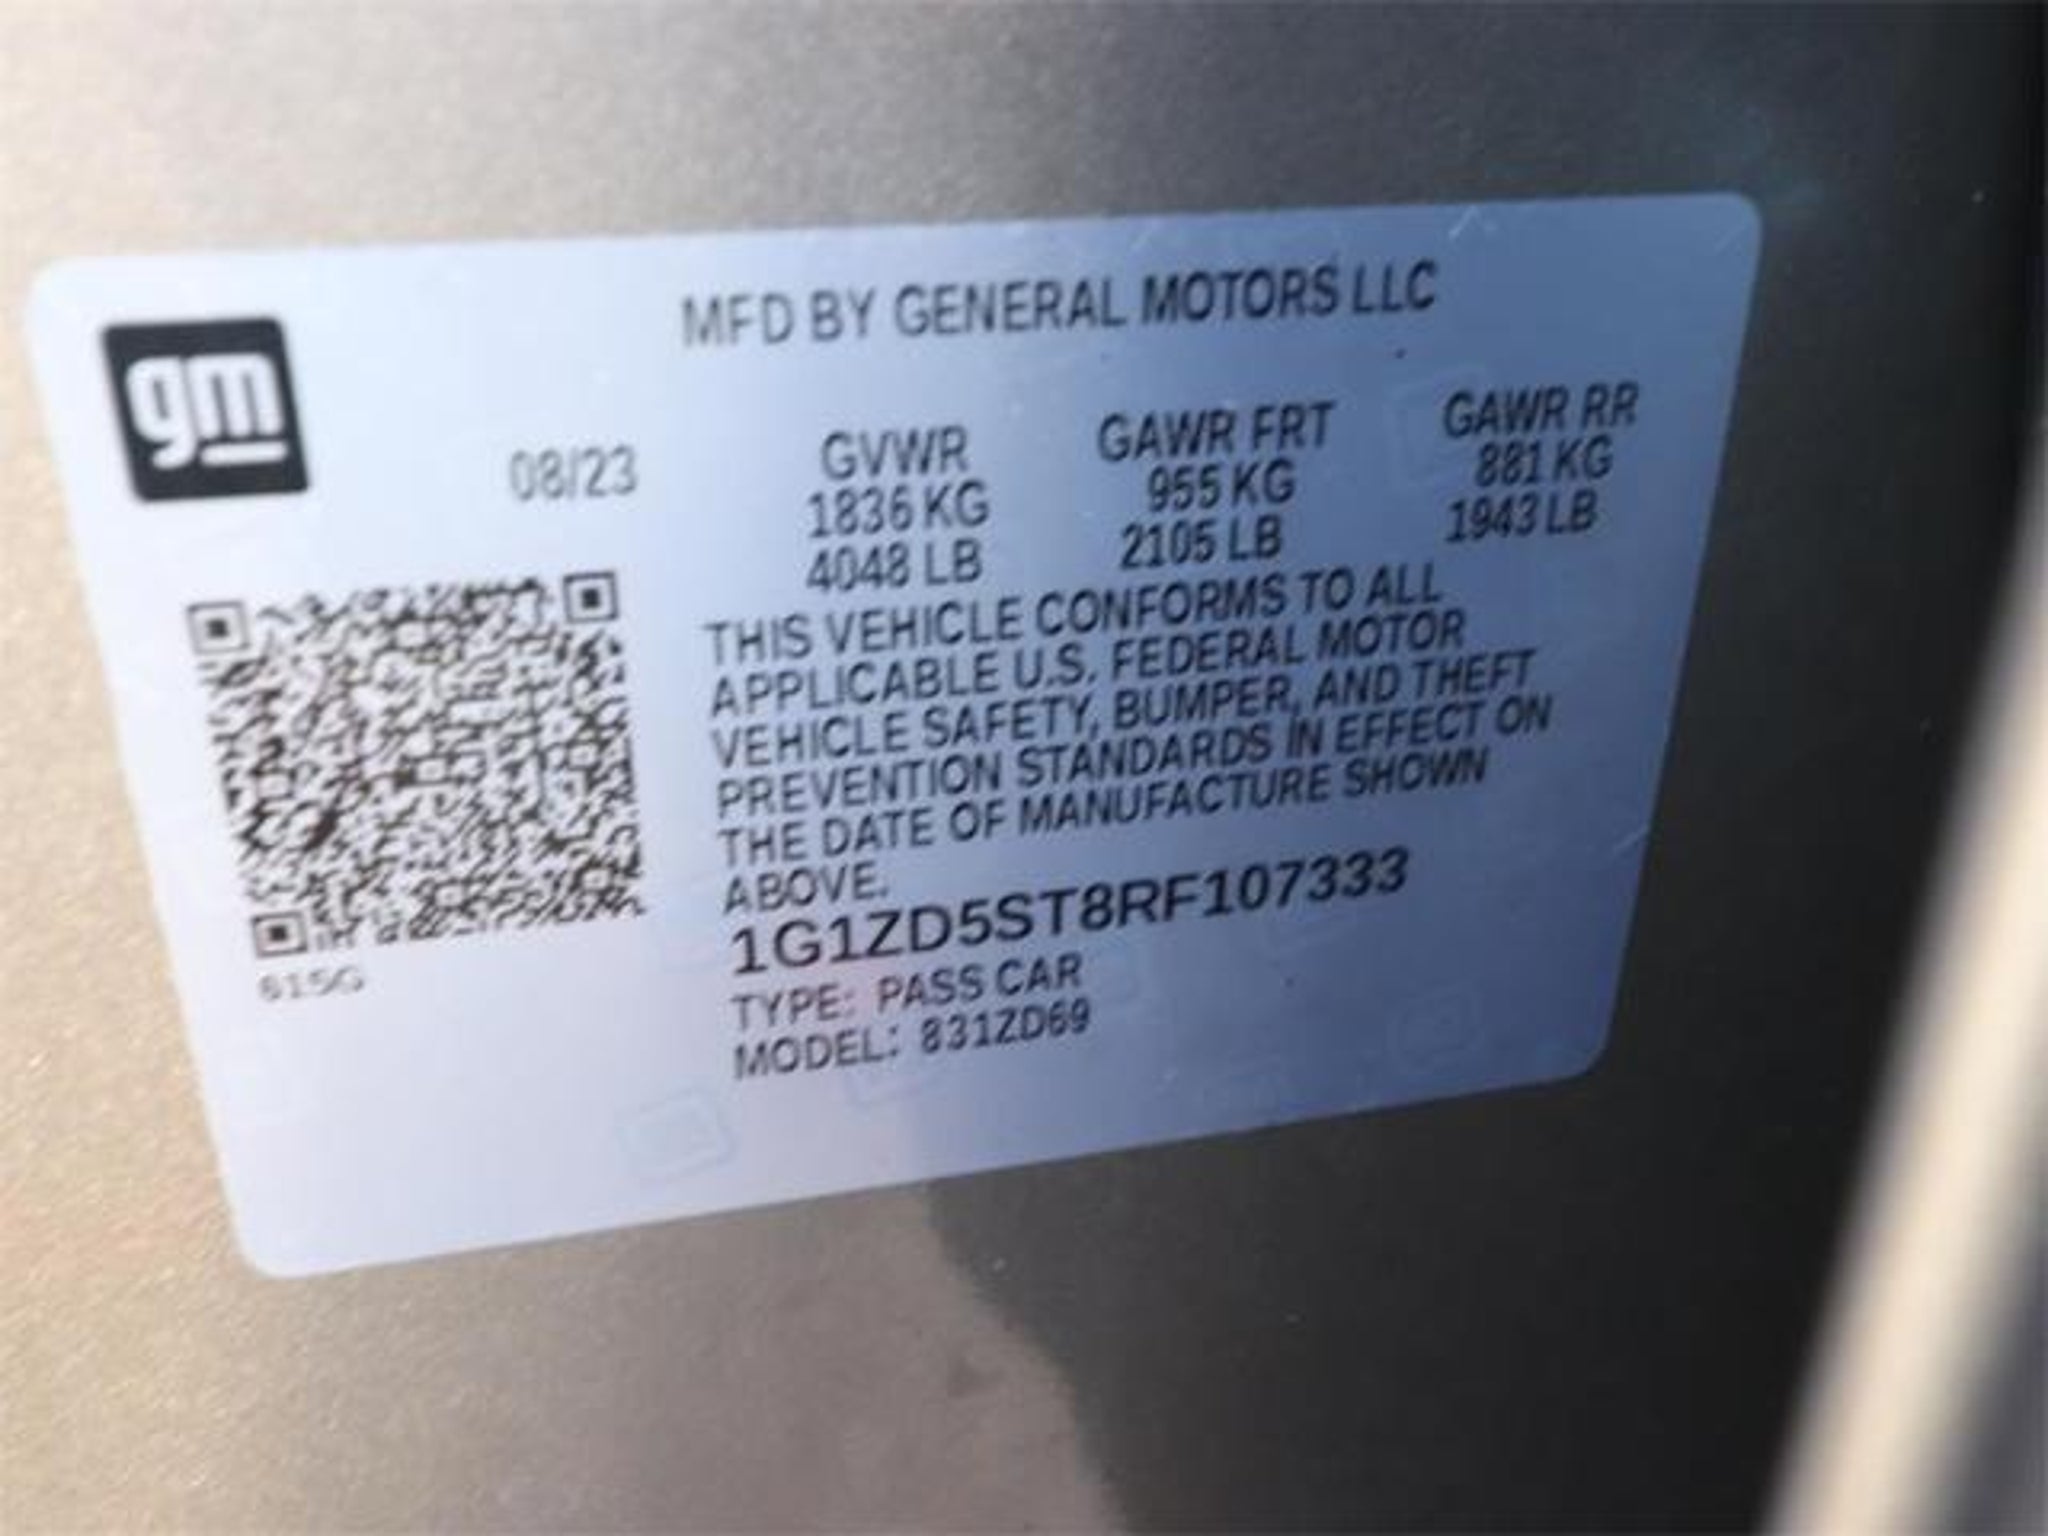 gm
MFD BY GENERAL MOTORS LLC
08/23
GVWR GAWR FRT GAWR RR
1836 KG 955 KG 881 KG
4048 LB 2105 LB 1943 LB
THIS VEHICLE CONFORMS TO ALL
APPLICABLE U.S. FEDERAL MOTOR
VEHICLE SAFETY, BUMPER, AND THEFT
PREVENTION STANDARDS IN EFFECT ON
THE DATE OF MANUFACTURE SHOWN
ABOVE.
1G1ZD5ST8RF107333
TYPE: PASS CAR
MODEL: 831ZD69
615G